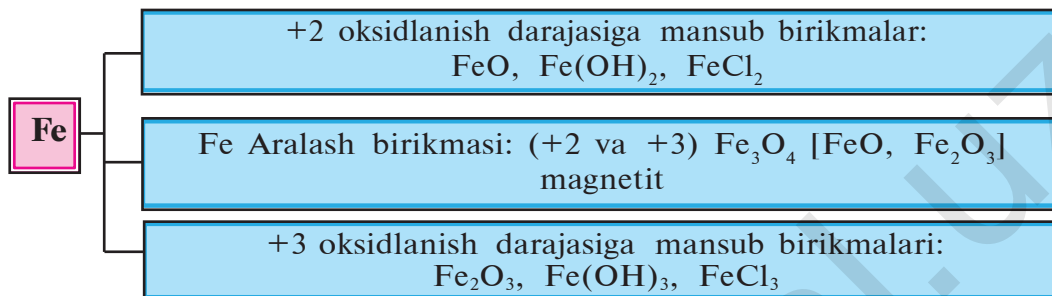 +2 oksidlanish darajasiga mansub birikmalar:
FeO, Fe(OH)₂, FeCl₂
Fe
Fe Aralash birikmasi: (+2 va +3) Fe₃O₄ [FeO, Fe₂O₃]
magnetit
+3 oksidlanish darajasiga mansub birikmalari:
Fe₂O₃, Fe(OH)₃, FeCl₃